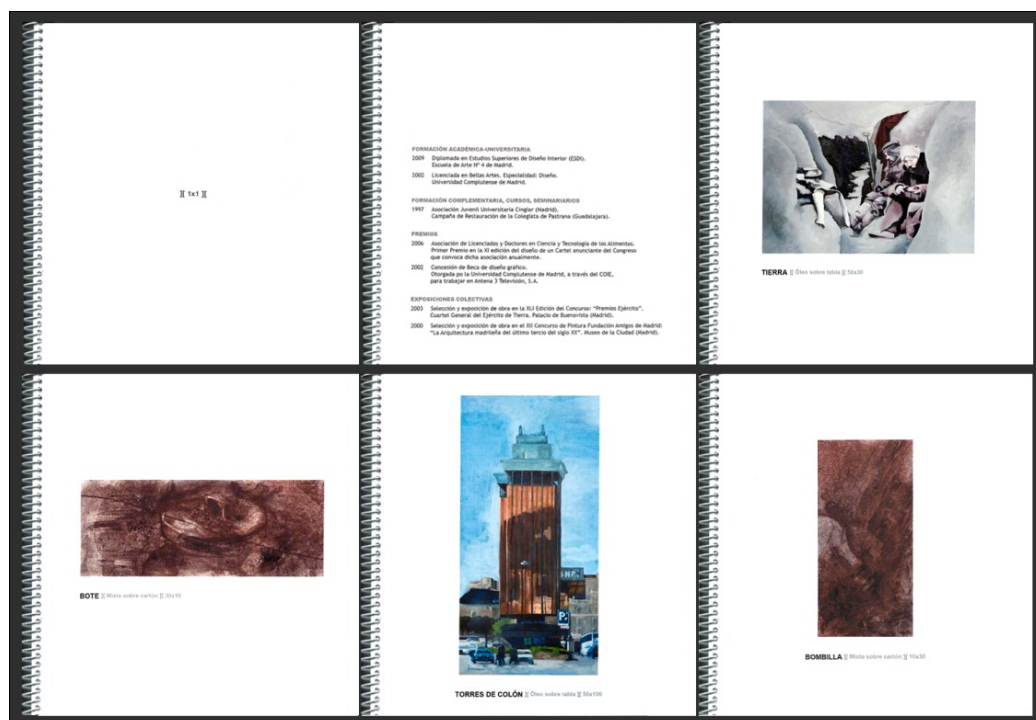 ][ 1x1 ][
FORMACIÓN ACADÉMICA-UNIVERSITARIA
2009 Diplomada en Estudios Superiores de Diseño Interior (ESDI).
Escuela de Arte Nº 4 de Madrid.
2002 Licenciada en Bellas Artes. Especialidad: Diseño.
Universidad Complutense de Madrid.
FORMACIÓN COMPLEMENTARIA, CURSOS, SEMINARIARIOS
1997 Asociación Juvenil Universitaria Cinglar (Madrid).
Campaña de Restauración de la Colegiata de Pastrana (Guadalajara).
PREMIOS
2006 Asociación de Licenciados y Doctores en Ciencia y Tecnología de los Alimentos.
Primer Premio en la XI edición del diseño de un Cartel anunciante del Congreso
que convoca dicha asociación anualmente.
2002 Concesión de Beca de diseño gráfico.
Otorgada po la Universidad Complutense de Madrid, a través del COIE,
para trabajar en Antena 3 Televisión, S.A.
EXPOSICIONES COLECTIVAS
2003 Selección y exposición de obra en la XLI Edición del Concurso: "Premios Ejército".
Cuartel General del Ejército de Tierra. Palacio de Buenavista (Madrid).
2000 Selección y exposición de obra en el XII Concurso de Pintura Fundación Amigos de Madrid:
"La Arquitectura madrileña del último tercio del siglo XX". Museo de la Ciudad (Madrid).
TIERRA ][ Óleo sobre tabla ][ 50x30
BOTE ][ Mixta sobre cartón ][ 30x10
P
TORRES DE COLÓN ][ Óleo sobre tabla ][ 50x100
BOMBILLA ][ Mixta sobre cartón ][ 10x30